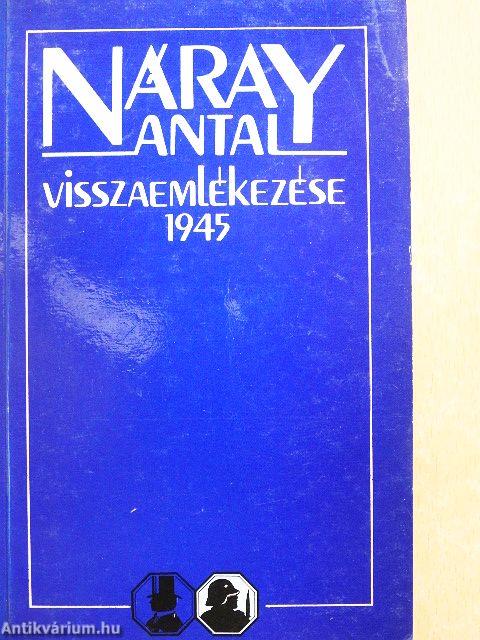 NÁRAY
ANTAL
VISSZAEMLÉKEZÉSE
1945
Antikvárium.hu